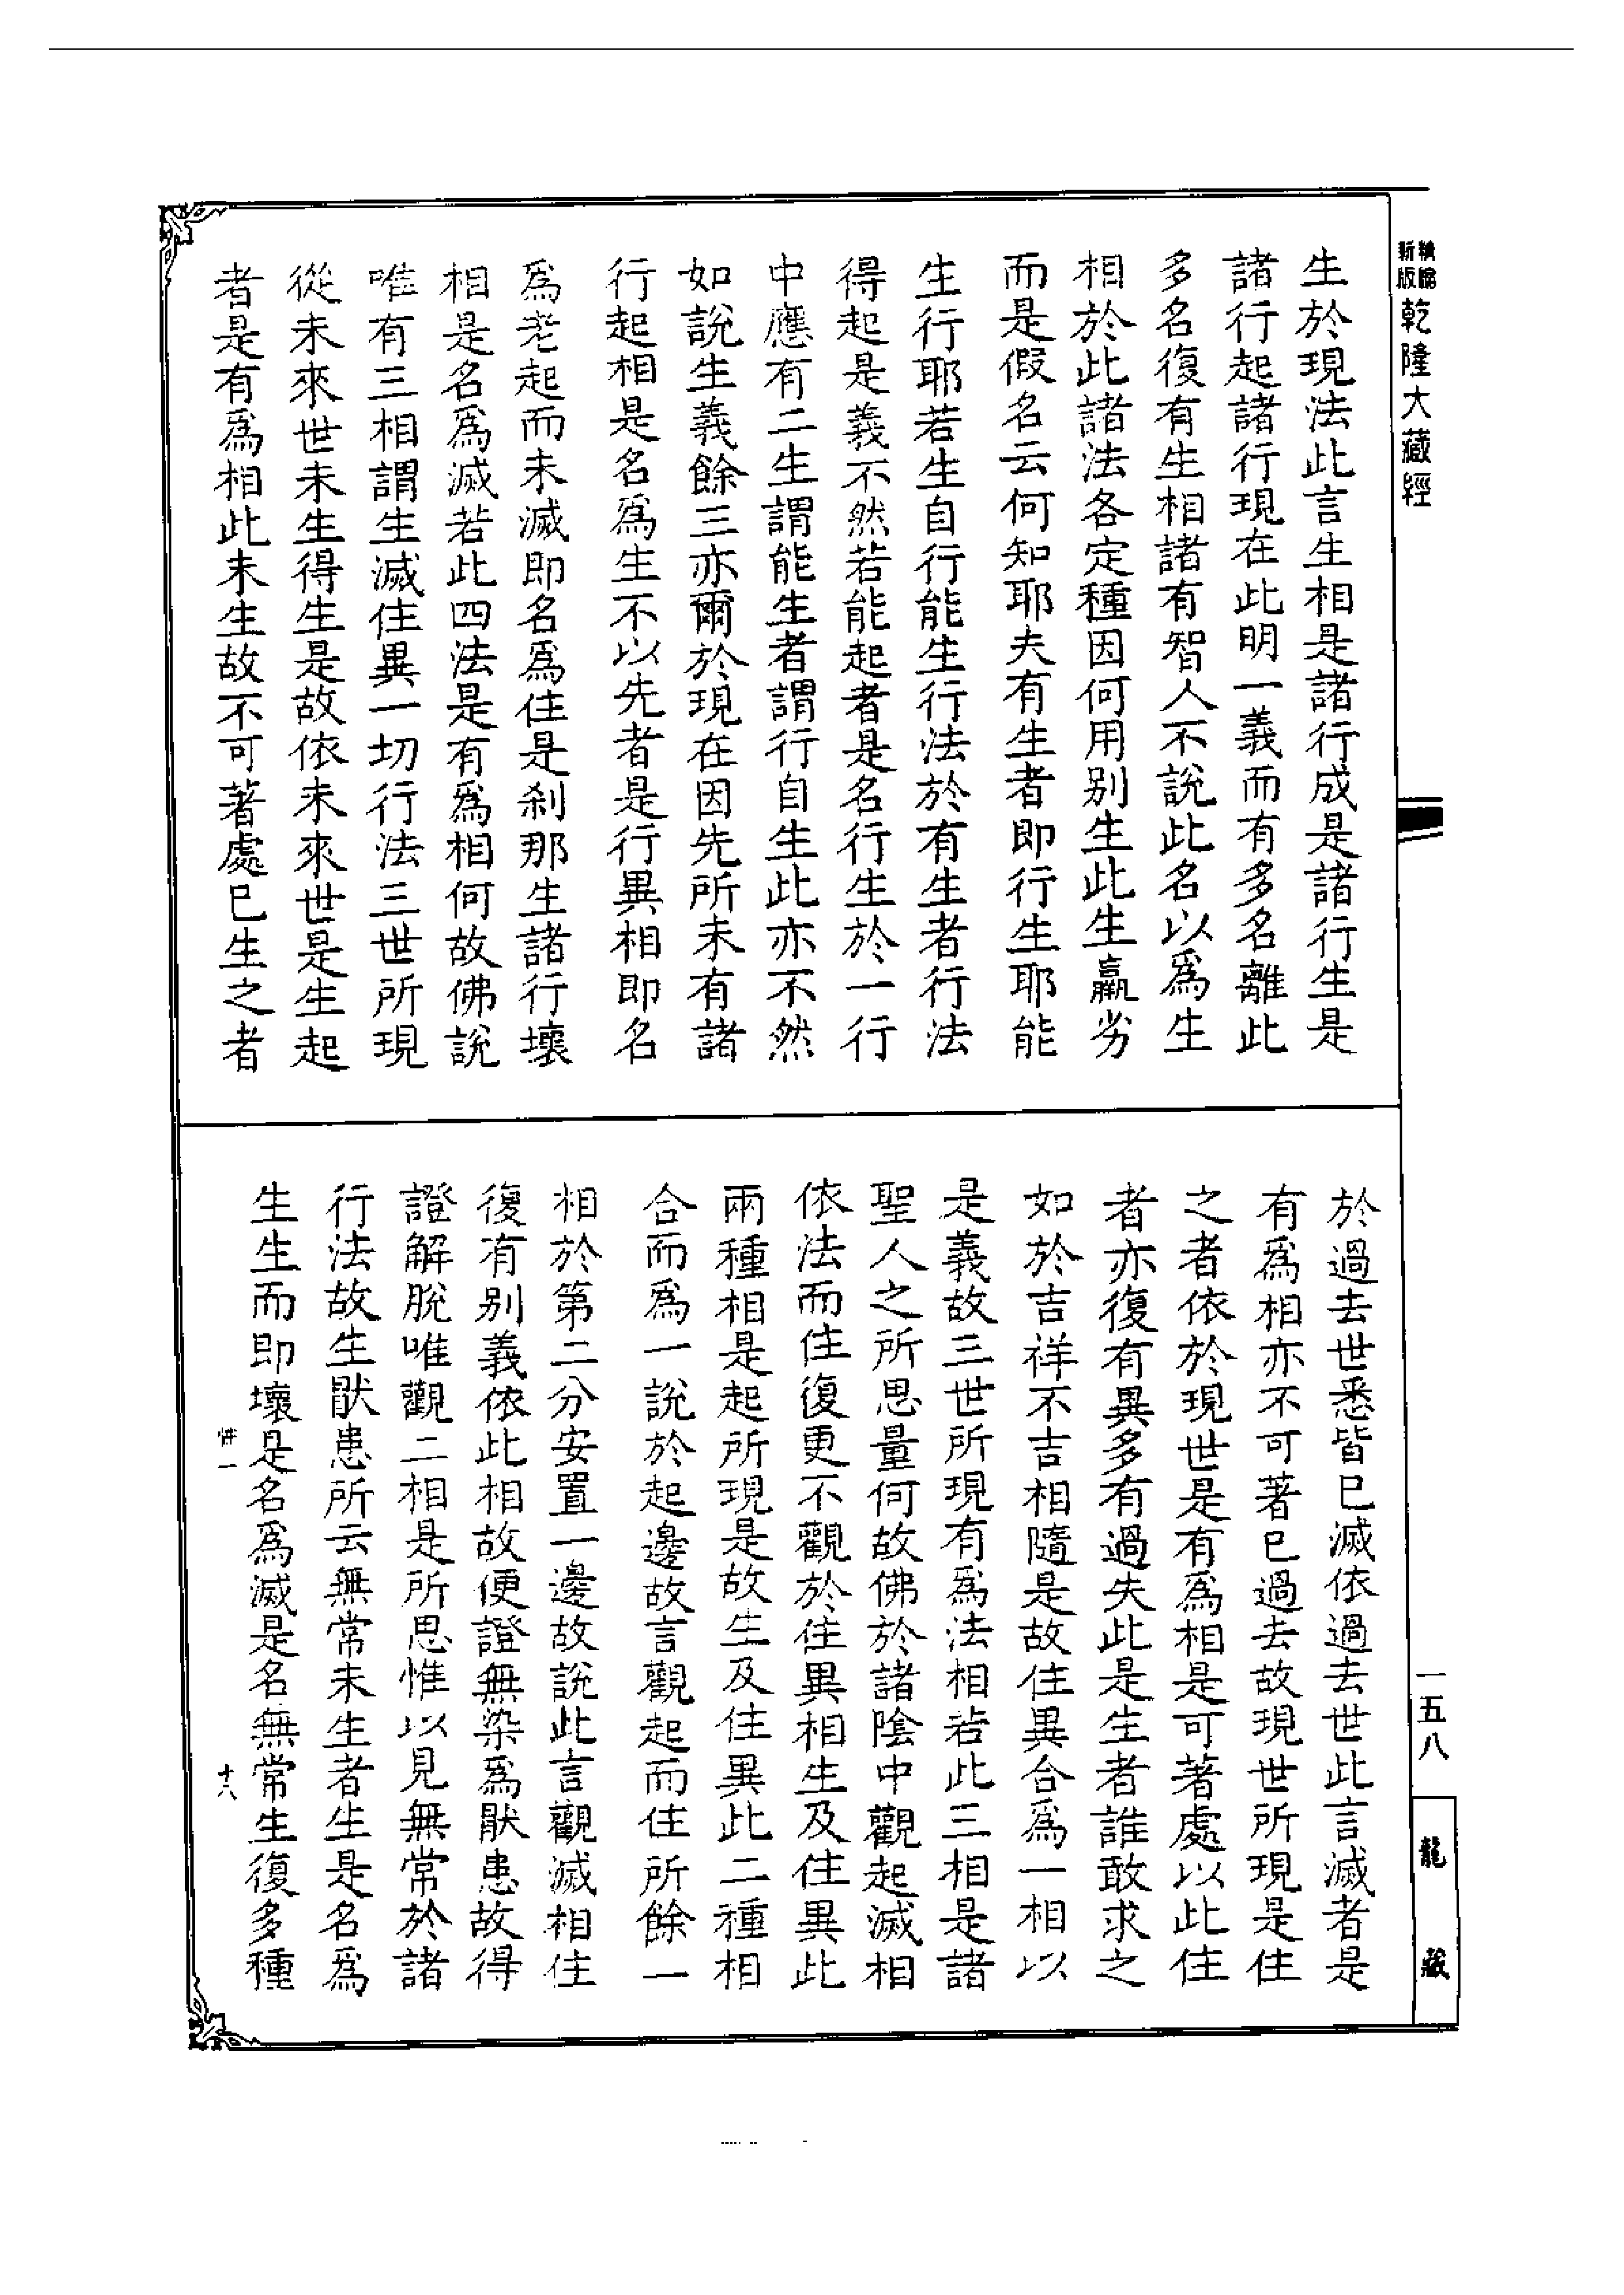 新版
乾隆大藏經
生於現法此言生相是諸行成是諸行生是
諸行起諸行現在此明一義而有多名離此
多名復有生相諸有智人不說此名以爲生
相於此諸法各定種因何用别生此生羸劣
而是假名云何知耶夫有生者即行生耶能
生行耶若生自行能生行法於有生者行法
得起是義不然若能起者是名行生於一行
中應有二生謂能生者謂行自生此亦不然
如說生義餘三亦爾於現在因先所未有諸
行起相是名爲生不以先者是行異相即名
爲老起而未滅即名爲住是刹那生諸行壞
相是名爲滅若此四法是有爲相何故佛說
唯有三相謂生滅住異一切行法三世所現
從未來世未生得生是故依未來世是生起
者是有爲相此未生故不可著處已生之者
於過去世悉皆已滅依過去世此言滅者是
有爲相亦不可著已過去故現世所現是住
之者依於現世是有爲相是可著處以此住
者亦復有異多有過失此是生者誰敢求之
如於吉祥不吉相隨是故住異合爲一相以
是義故三世所現有爲法相若此三相是諸
聖人之所思量何故佛於諸陰中觀起滅相
依法而住復更不觀於住異相生及住異此
兩種相是起所現是故生及住異此二種相
合而爲一說於起邊故言觀起而住所餘一
相於第二分安置一邊故說此言觀滅相住
復有别義依此相故便證無染爲猒患故得
證解脫唯觀二相是所思惟以見無常於諸
行法故生猒患所云無常未生者生是名爲
生生而即壞是名爲滅是名無常生復多種
十八
一五八
龍藏